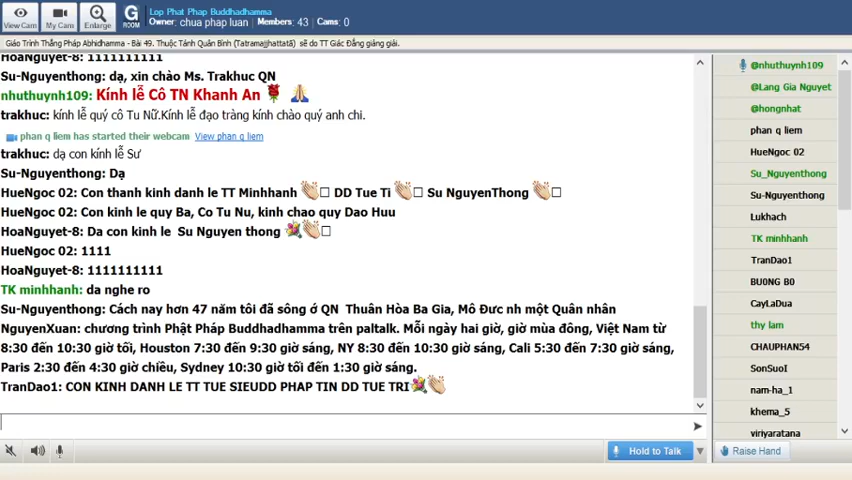 Lop Phat Phap Buddhadhamma
Owner: chua phap luan Members: 43 Cams: 0
View Cam
My Cam
Enlarge
G
ROOM
Giáo Trình Thắng Pháp Abhidhamma - Bài 49. Thuộc Tánh Quân Bình (Tatramajjhattatā) sẽ do TT Giác Đẳng giảng giải.
HoaNguyet-8: 1111111111
Su-Nguyenthong: dạ, xin chào Ms. Trakhuc QN
nhuthuynh109: Kính lễ Cô TN Khanh An
trakhuc: kính lễ quý cô Tu Nữ.Kính lễ đạo tràng kính chào quý anh chi.
phan q liem has started their webcam View phan q liem
trakhuc: dạ con kính lễ Sư
Su-Nguyenthong: Dạ
HueNgoc 02: Con thanh kinh danh le TT Minhhanh DD Tue Ti Su NguyenThong
HueNgoc 02: Con kinh le quy Ba, Co Tu Nu, kinh chao quy Dao Huu
HoaNguyet-8: Da con kinh le Su Nguyen thong
HueNgoc 02: 1111
HoaNguyet-8: 1111111111
TK minhhanh: da nghe ro
Su-Nguyenthong: Cách nay hơn 47 năm tôi đã sông ở QN Thuân Hòa Ba Gia, Mô Đưc nh một Quân nhân
NguyenXuan: chương trình Phật Pháp Buddhadhamma trên paltalk. Mỗi ngày hai giờ, giờ mùa đông, Việt Nam từ
8:30 đến 10:30 giờ tối, Houston 7:30 đến 9:30 giờ sáng, NY 8:30 đến 10:30 giờ sáng, Cali 5:30 đến 7:30 giờ sáng,
Paris 2:30 đến 4:30 giờ chiều, Sydney 10:30 giờ tối đến 1:30 giờ sáng.
TranDao1: CON KINH DANH LE TT TUE SIEUDD PHAP TIN DD TUE TRI
Hold to Talk
@nhuthuynh109
@Lang Gia Nguyet
@hongnhat
phan q liem
HueNgoc 02
Su_Nguyenthong
Su-Nguyenthong
Lukhach
TK minhhanh
TranDao1
BU0NG B0
CayLaDua
thy lam
CHAUPHAN54
SonSuoI
nam-ha_1
khema_5
viriyaratana
Raise Hand